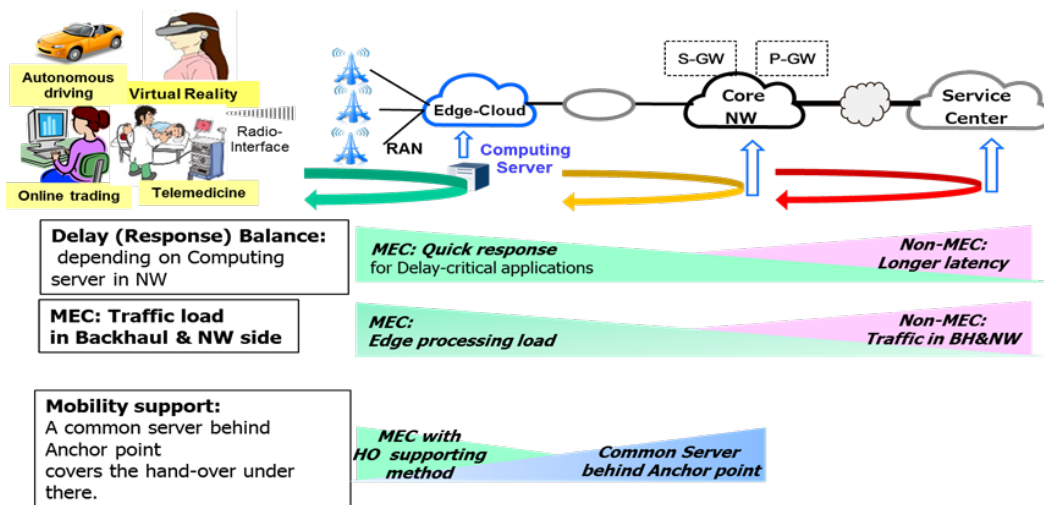 Autonomous
driving
Virtual Reality
Online trading
Telemedicine
Radio-
Interface
RAN
Edge-Cloud
Computing
Server
S-GW
P-GW
Core
NW
Service
Center
Delay (Response) Balance:
depending on Computing
server in NW
MEC: Quick response
for Delay-critical applications
Non-MEC:
Longer latency
MEC: Traffic load
in Backhaul & NW side
MEC:
Edge processing load
Non-MEC:
Traffic in BH&NW
Mobility support:
A common server behind
Anchor point
covers the hand-over under
there.
MEC with
HO supporting
method
Common Server
behind Anchor point